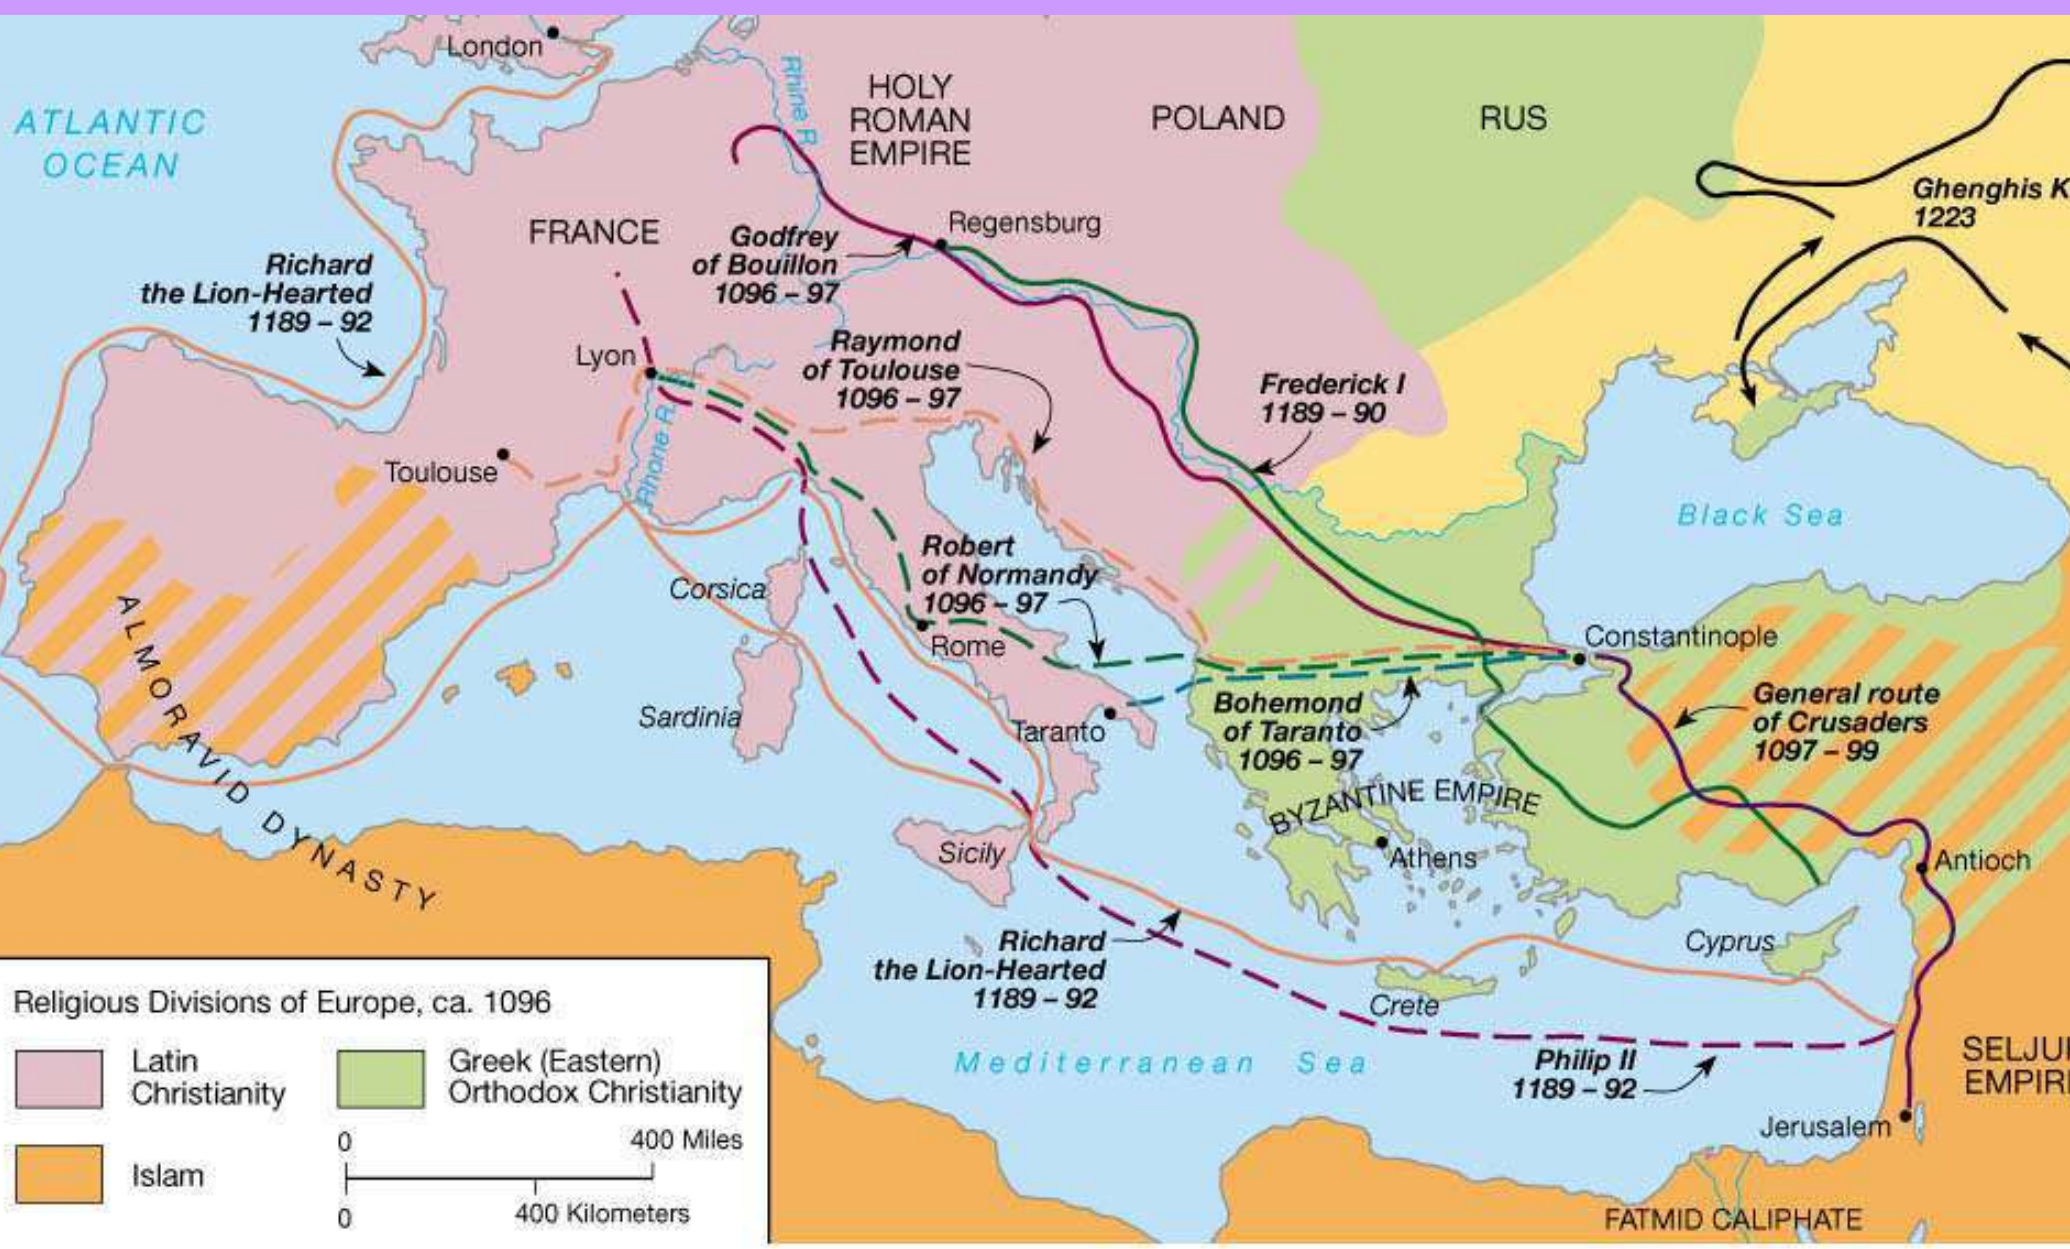 London
ATLANTIC
OCEAN
Rhine R.
HOLY
ROMAN
EMPIRE
POLAND
RUS
Ghenghis K
1223
FRANCE
Regensburg
Godfrey
of Bouillon
1096 – 97
Richard
the Lion-Hearted
1189 – 92
Lyon
Raymond
of Toulouse
1096 – 97
Frederick I
1189 – 90
Toulouse
Rhone R.
Black Sea
Robert
of Normandy
1096 – 97
Corsica
Rome
Constantinople
ALMORAVID DYNASTY
Sardinia
Taranto
Bohemond
of Taranto
1096 – 97
General route
of Crusaders
1097 – 99
BYZANTINE EMPIRE
Athens
Antioch
Sicily
Richard
the Lion-Hearted
1189 – 92
Cyprus
Crete
Mediterranean Sea
Philip II
1189 – 92
SELJU
EMPIR
Jerusalem
FATMID CALIPHATE
Religious Divisions of Europe, ca. 1096
Latin
Christianity
Greek (Eastern)
Orthodox Christianity
Islam
0
400 Miles
0
400 Kilometers